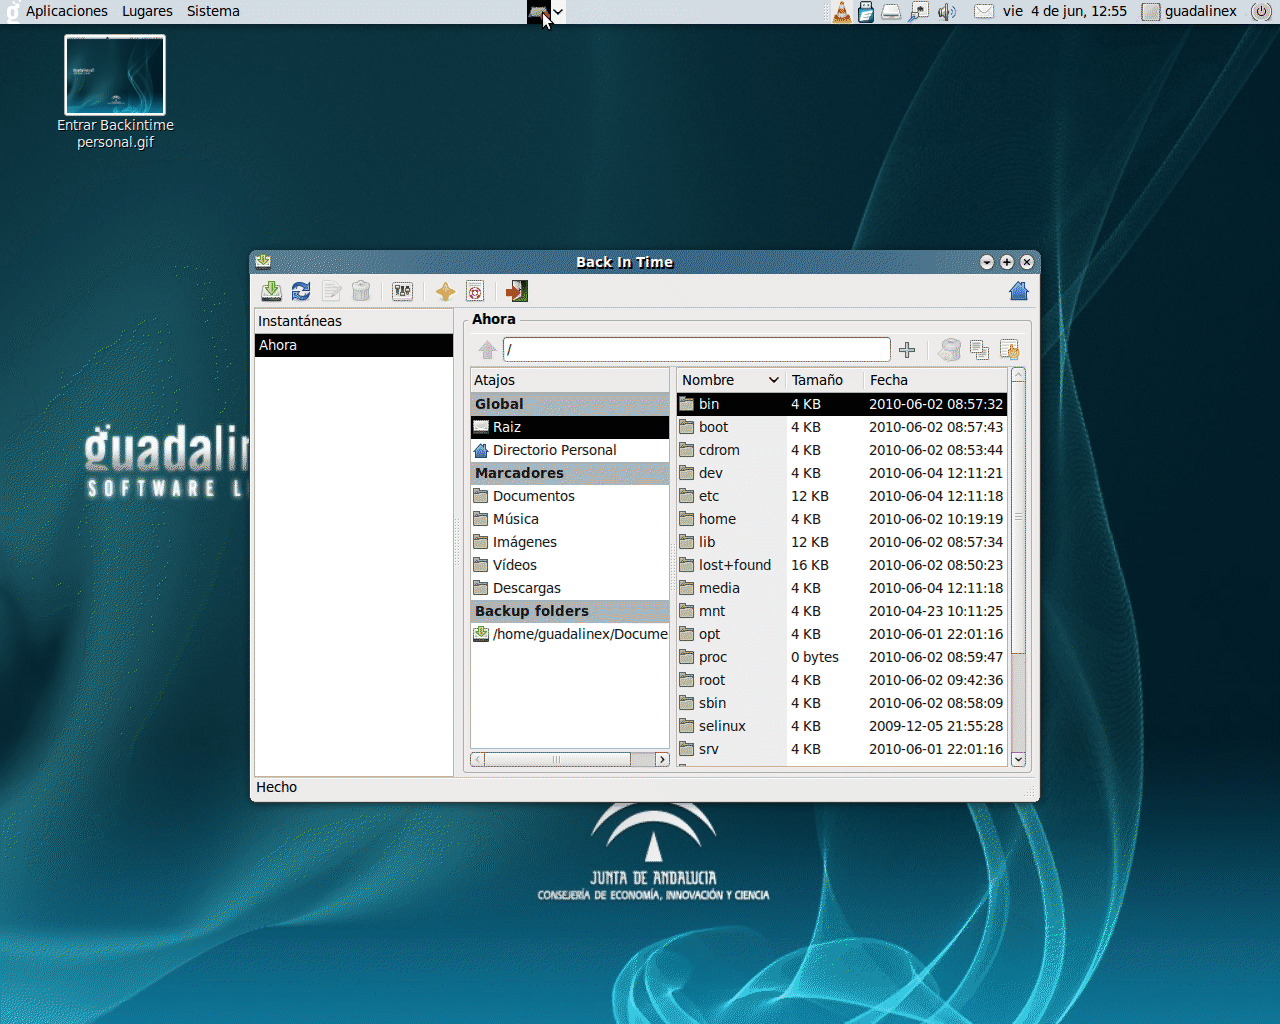 Aplicaciones Lugares Sistema
vie 4 de jun, 12:55 guadalinex
Entrar Backintime
personal.gif
Back In Time
Instantáneas
Ahora
Ahora
/
Atajos
Global
Raiz
Directorio Personal
Marcadores
Documentos
Música
Imágenes
Vídeos
Descargas
Backup folders
/home/guadalinex/Docume
Nombre Tamaño Fecha
bin 4 KB 2010-06-02 08:57:32
boot 4 KB 2010-06-02 08:57:43
cdrom 4 KB 2010-06-02 08:53:44
dev 4 KB 2010-06-04 12:11:21
etc 12 KB 2010-06-04 12:11:18
home 4 KB 2010-06-02 10:19:19
lib 12 KB 2010-06-02 08:57:34
lost+found 16 KB 2010-06-02 08:50:23
media 4 KB 2010-06-04 12:11:18
mnt 4 KB 2010-04-23 10:11:25
opt 4 KB 2010-06-01 22:01:16
proc 0 bytes 2010-06-02 08:59:47
root 4 KB 2010-06-02 09:42:36
sbin 4 KB 2010-06-02 08:58:09
selinux 4 KB 2009-12-05 21:55:28
srv 4 KB 2010-06-01 22:01:16
Hecho
guadalin
SOFTWARE LI
JUNTA DE ANDALUCIA
CONSEJERÍA DE ECONOMÍA, INNOVACIÓN Y CIENCIA